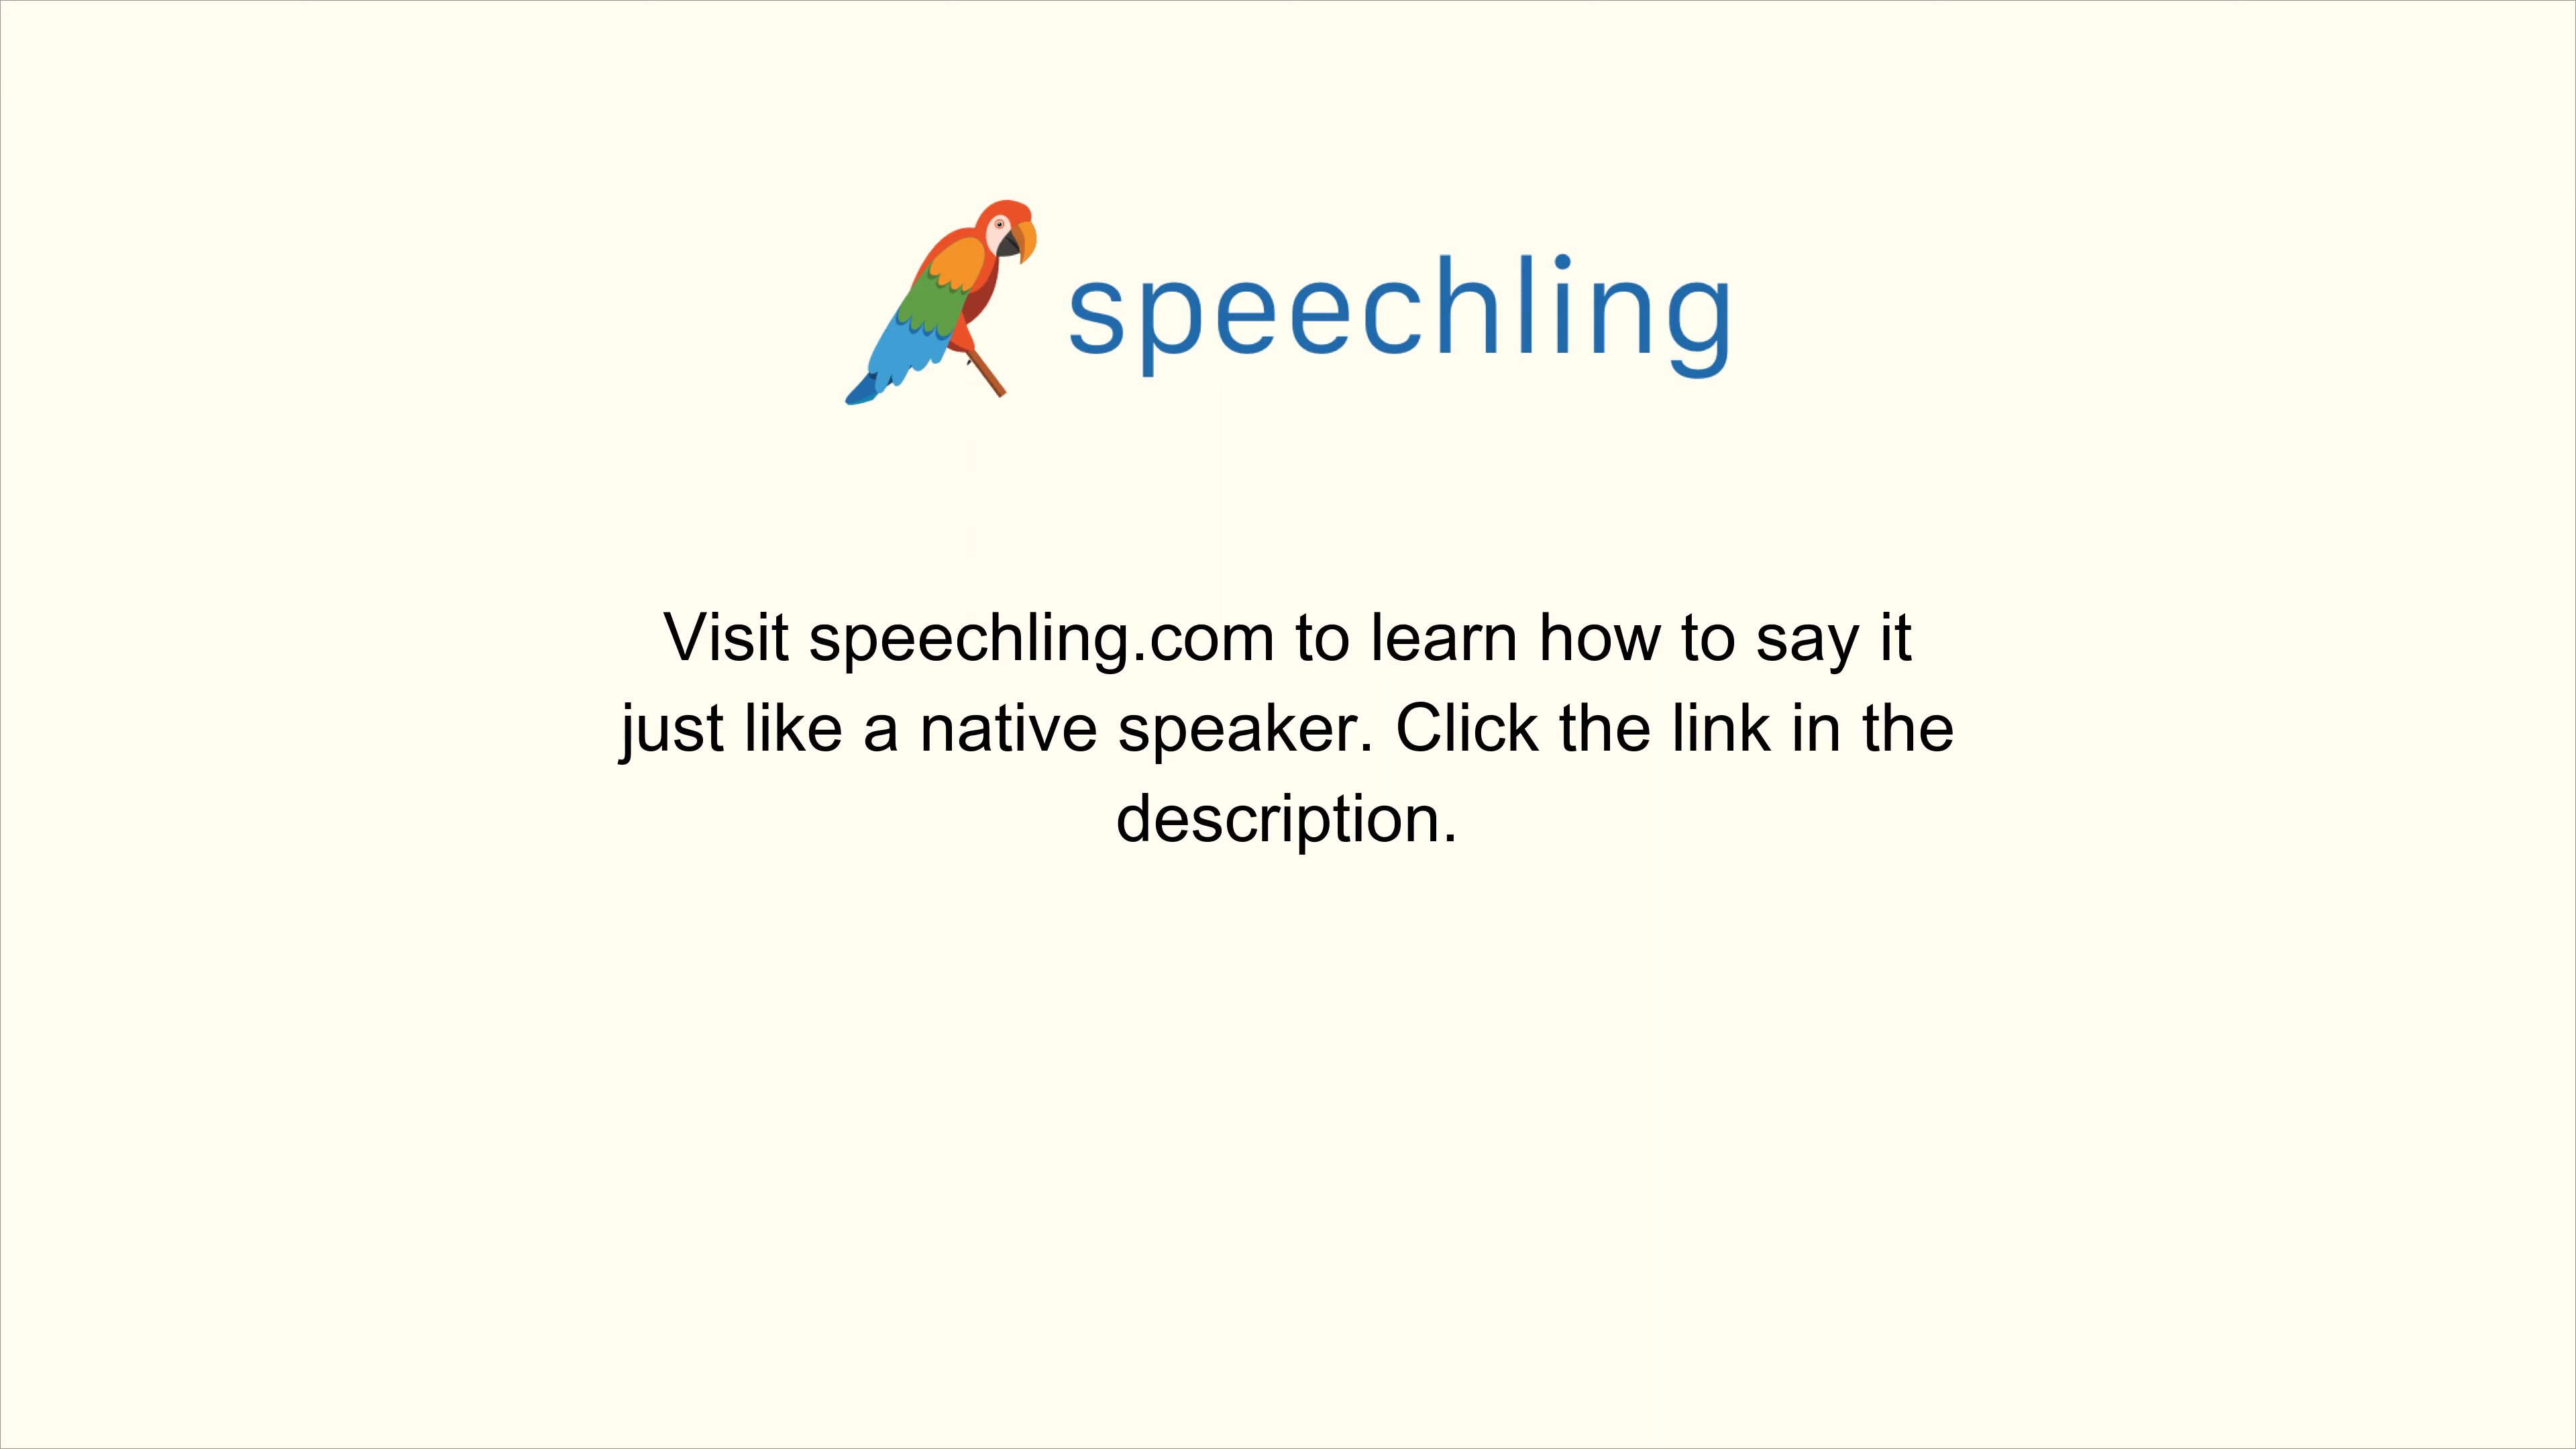 speechling
Visit speechling.com to learn how to say it
just like a native speaker. Click the link in the
description.